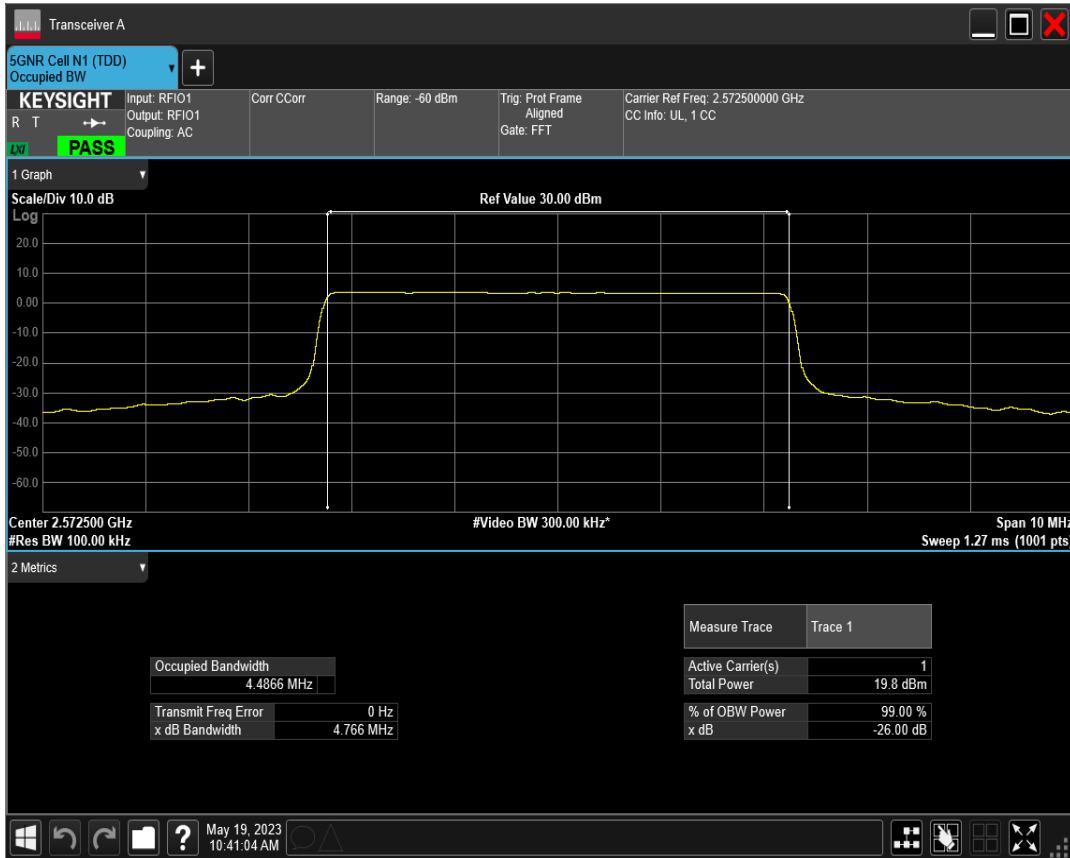 Transceiver A
5GNR Cell N1 (TDD)
Occupied BW
+
KEYSIGHT
R T
LXI
PASS
Input: RFIO1
Output: RFIO1
Coupling: AC
Corr CCorr
Range: -60 dBm
Trig: Prot Frame
Aligned
Gate: FFT
Carrier Ref Freq: 2.572500000 GHz
CC Info: UL, 1 CC
1 Graph
Scale/Div 10.0 dB
Ref Value 30.00 dBm
Log
20.0
10.0
0.00
-10.0
-20.0
-30.0
-40.0
-50.0
-60.0
Center 2.572500 GHz
#Video BW 300.00 kHz*
Span 10 MHz
#Res BW 100.00 kHz
Sweep 1.27 ms (1001 pts)
2 Metrics
Measure Trace Trace 1
Occupied Bandwidth
4.4866 MHz
Active Carrier(s) 1
Total Power 19.8 dBm
Transmit Freq Error 0 Hz
x dB Bandwidth 4.766 MHz
% of OBW Power 99.00 %
x dB -26.00 dB
?
May 19, 2023
10:41:04 AM